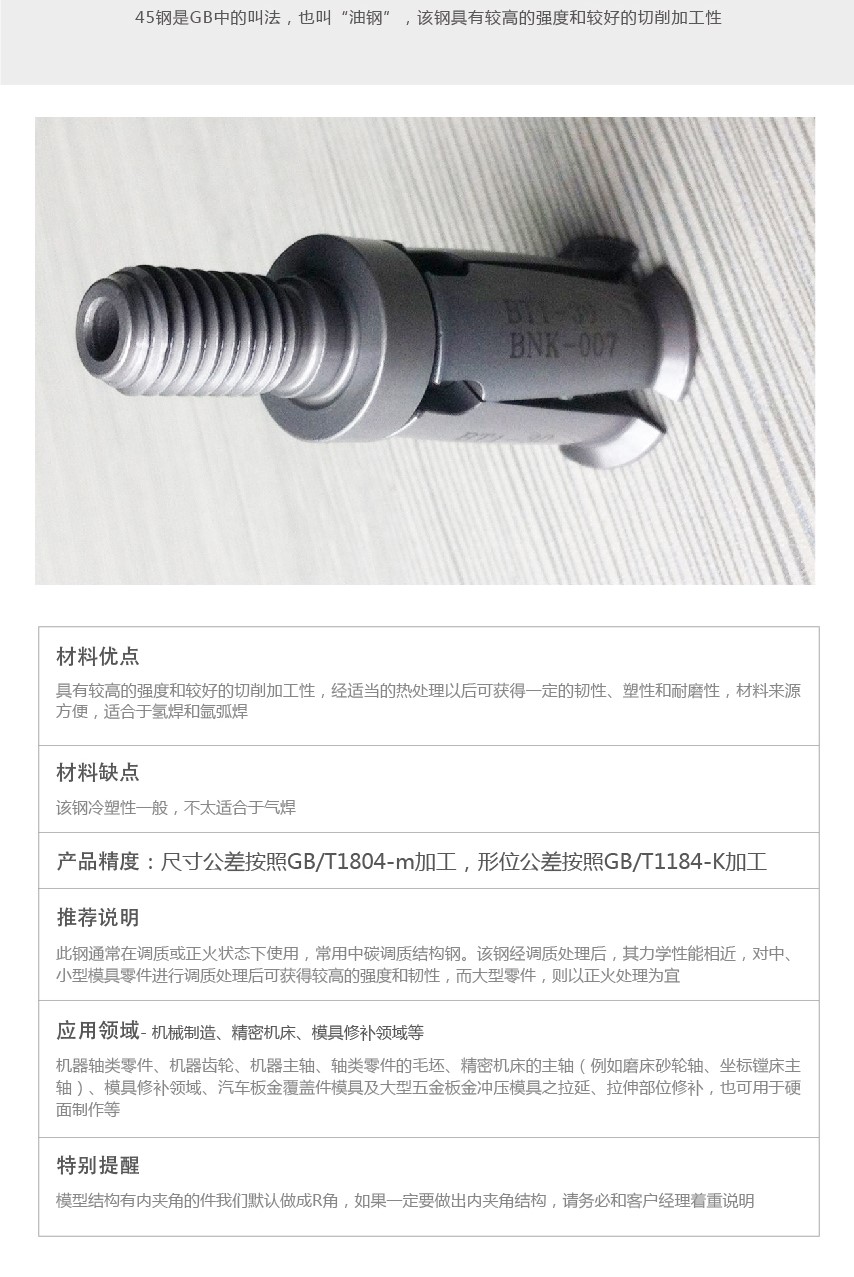 45钢是GB中的叫法，也叫“油钢”，该钢具有较高的强度和较好的切削加工性
BT1-30
BNK-007
BT1-30
材料优点
具有较高的强度和较好的切削加工性，经适当的热处理以后可获得一定的韧性、塑性和耐磨性，材料来源
方便，适合于氢焊和氩弧焊
材料缺点
该钢冷塑性一般，不太适合于气焊
产品精度：尺寸公差按照GB/T1804-m加工，形位公差按照GB/T1184-K加工
推荐说明
此钢通常在调质或正火状态下使用，常用中碳调质结构钢。该钢经调质处理后，其力学性能相近，对中、
小型模具零件进行调质处理后可获得较高的强度和韧性，而大型零件，则以正火处理为宜
应用领域- 机械制造、精密机床、模具修补领域等
机器轴类零件、机器齿轮、机器主轴、轴类零件的毛坯、精密机床的主轴（例如磨床砂轮轴、坐标镗床主
轴）、模具修补领域、汽车板金覆盖件模具及大型五金板金冲压模具之拉延、拉伸部位修补，也可用于硬
面制作等
特别提醒
模型结构有内夹角的件我们默认做成R角，如果一定要做出内夹角结构，请务必和客户经理着重说明